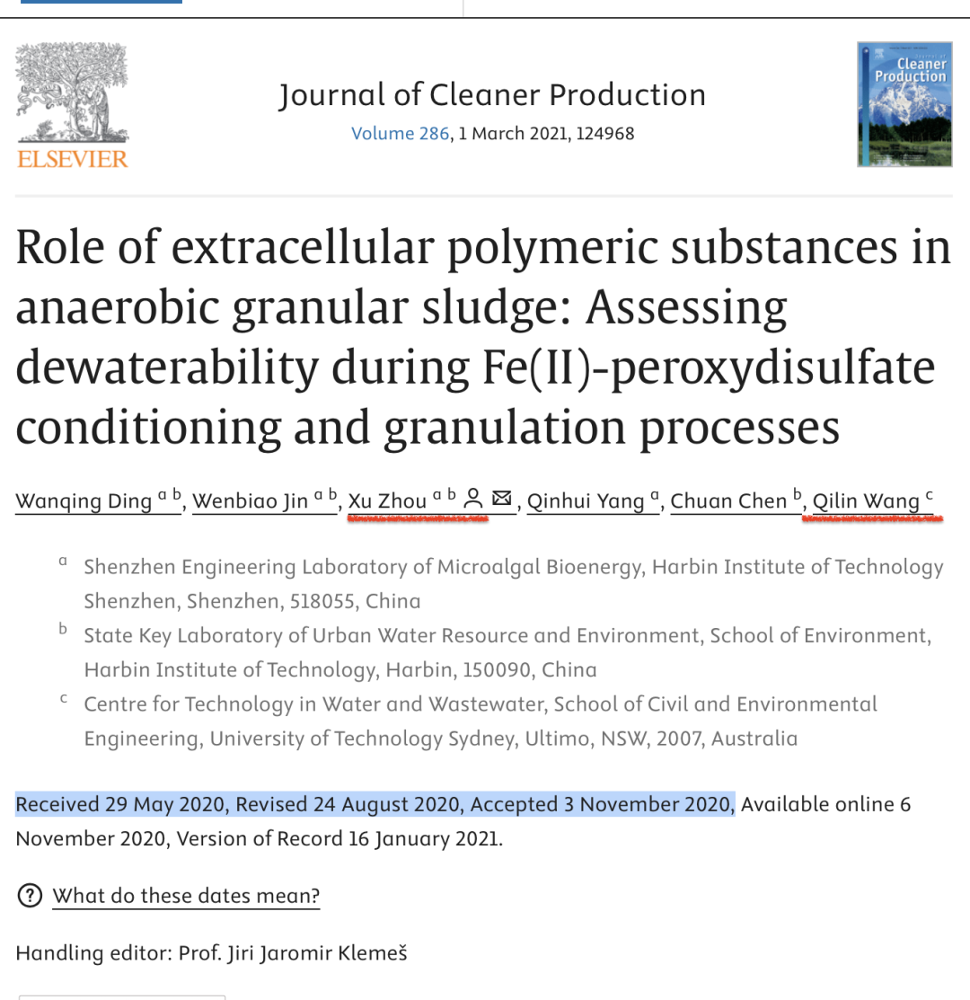 Journal of Cleaner Production
Volume 286, 1 March 2021, 124968
ELSEVIER
Cleaner
Production
Role of extracellular polymeric substances in
anaerobic granular sludge: Assessing
dewaterability during Fe(II)-peroxydisulfate
conditioning and granulation processes
Wanqing Ding a b, Wenbiao Jin a b, Xu Zhou a b, Qinhui Yang a, Chuan Chen b, Qilin Wang c
a Shenzhen Engineering Laboratory of Microalgal Bioenergy, Harbin Institute of Technology
Shenzhen, Shenzhen, 518055, China
b State Key Laboratory of Urban Water Resource and Environment, School of Environment,
Harbin Institute of Technology, Harbin, 150090, China
c Centre for Technology in Water and Wastewater, School of Civil and Environmental
Engineering, University of Technology Sydney, Ultimo, NSW, 2007, Australia
Received 29 May 2020, Revised 24 August 2020, Accepted 3 November 2020, Available online 6
November 2020, Version of Record 16 January 2021.
? What do these dates mean?
Handling editor: Prof. Jiri Jaromir Klemeš